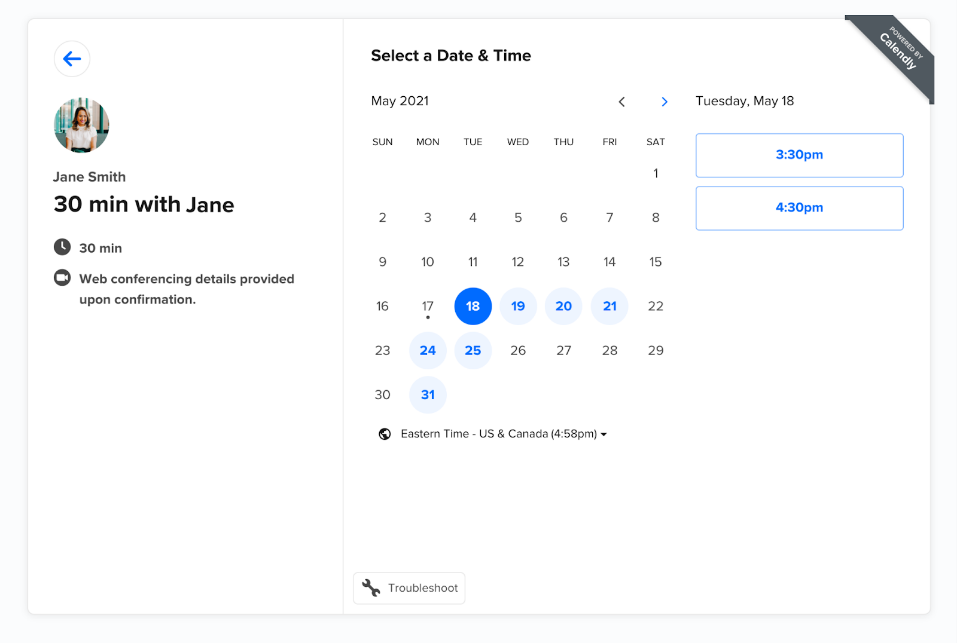 POWERED BY
Calendly
Jane Smith
30 min with Jane
30 min
Web conferencing details provided
upon confirmation.
Select a Date & Time
May 2021
SUN MON TUE WED THU FRI SAT
1
2 3 4 5 6 7 8
9 10 11 12 13 14 15
16 17 18 19 20 21 22
23 24 25 26 27 28 29
30 31
Eastern Time - US & Canada (4:58pm)
Tuesday, May 18
3:30pm
4:30pm
Troubleshoot